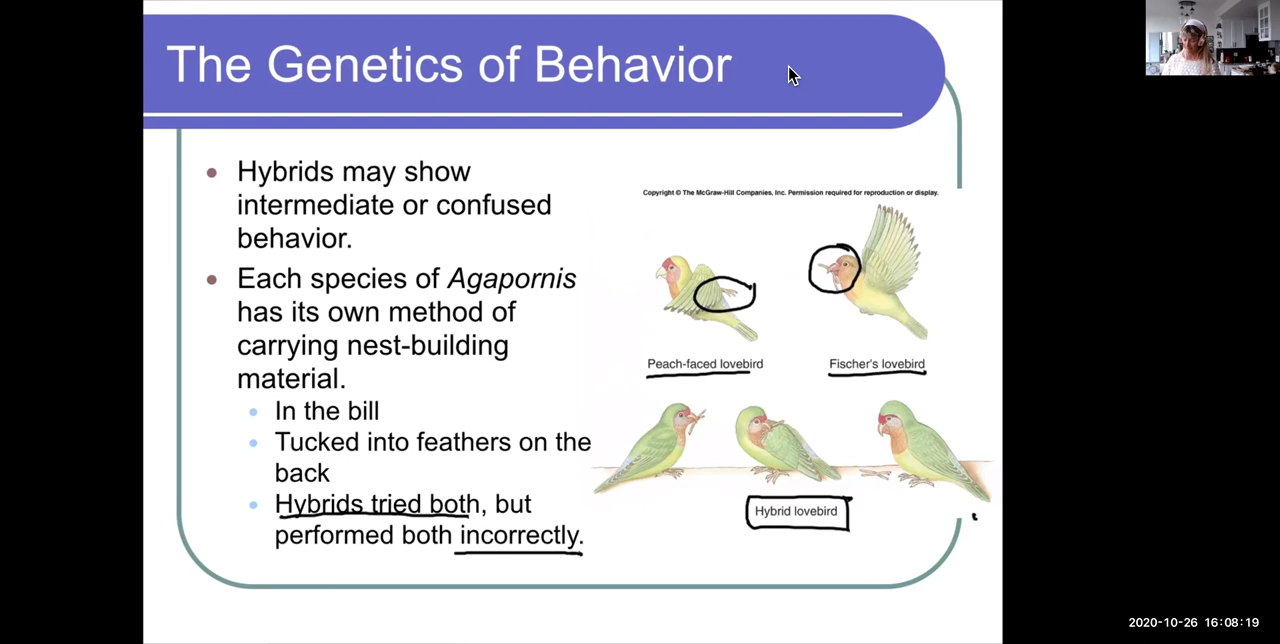 The Genetics of Behavior
Hybrids may show
intermediate or confused
behavior.
Each species of Agapornis
has its own method of
carrying nest-building
material.
In the bill
Tucked into feathers on the
back
Hybrids tried both, but
performed both incorrectly.
Copyright © The McGraw-Hill Companies, Inc. Permission required for reproduction or display.
Peach-faced lovebird
Fischer's lovebird
Hybrid lovebird
2020-10-26 16:08:19